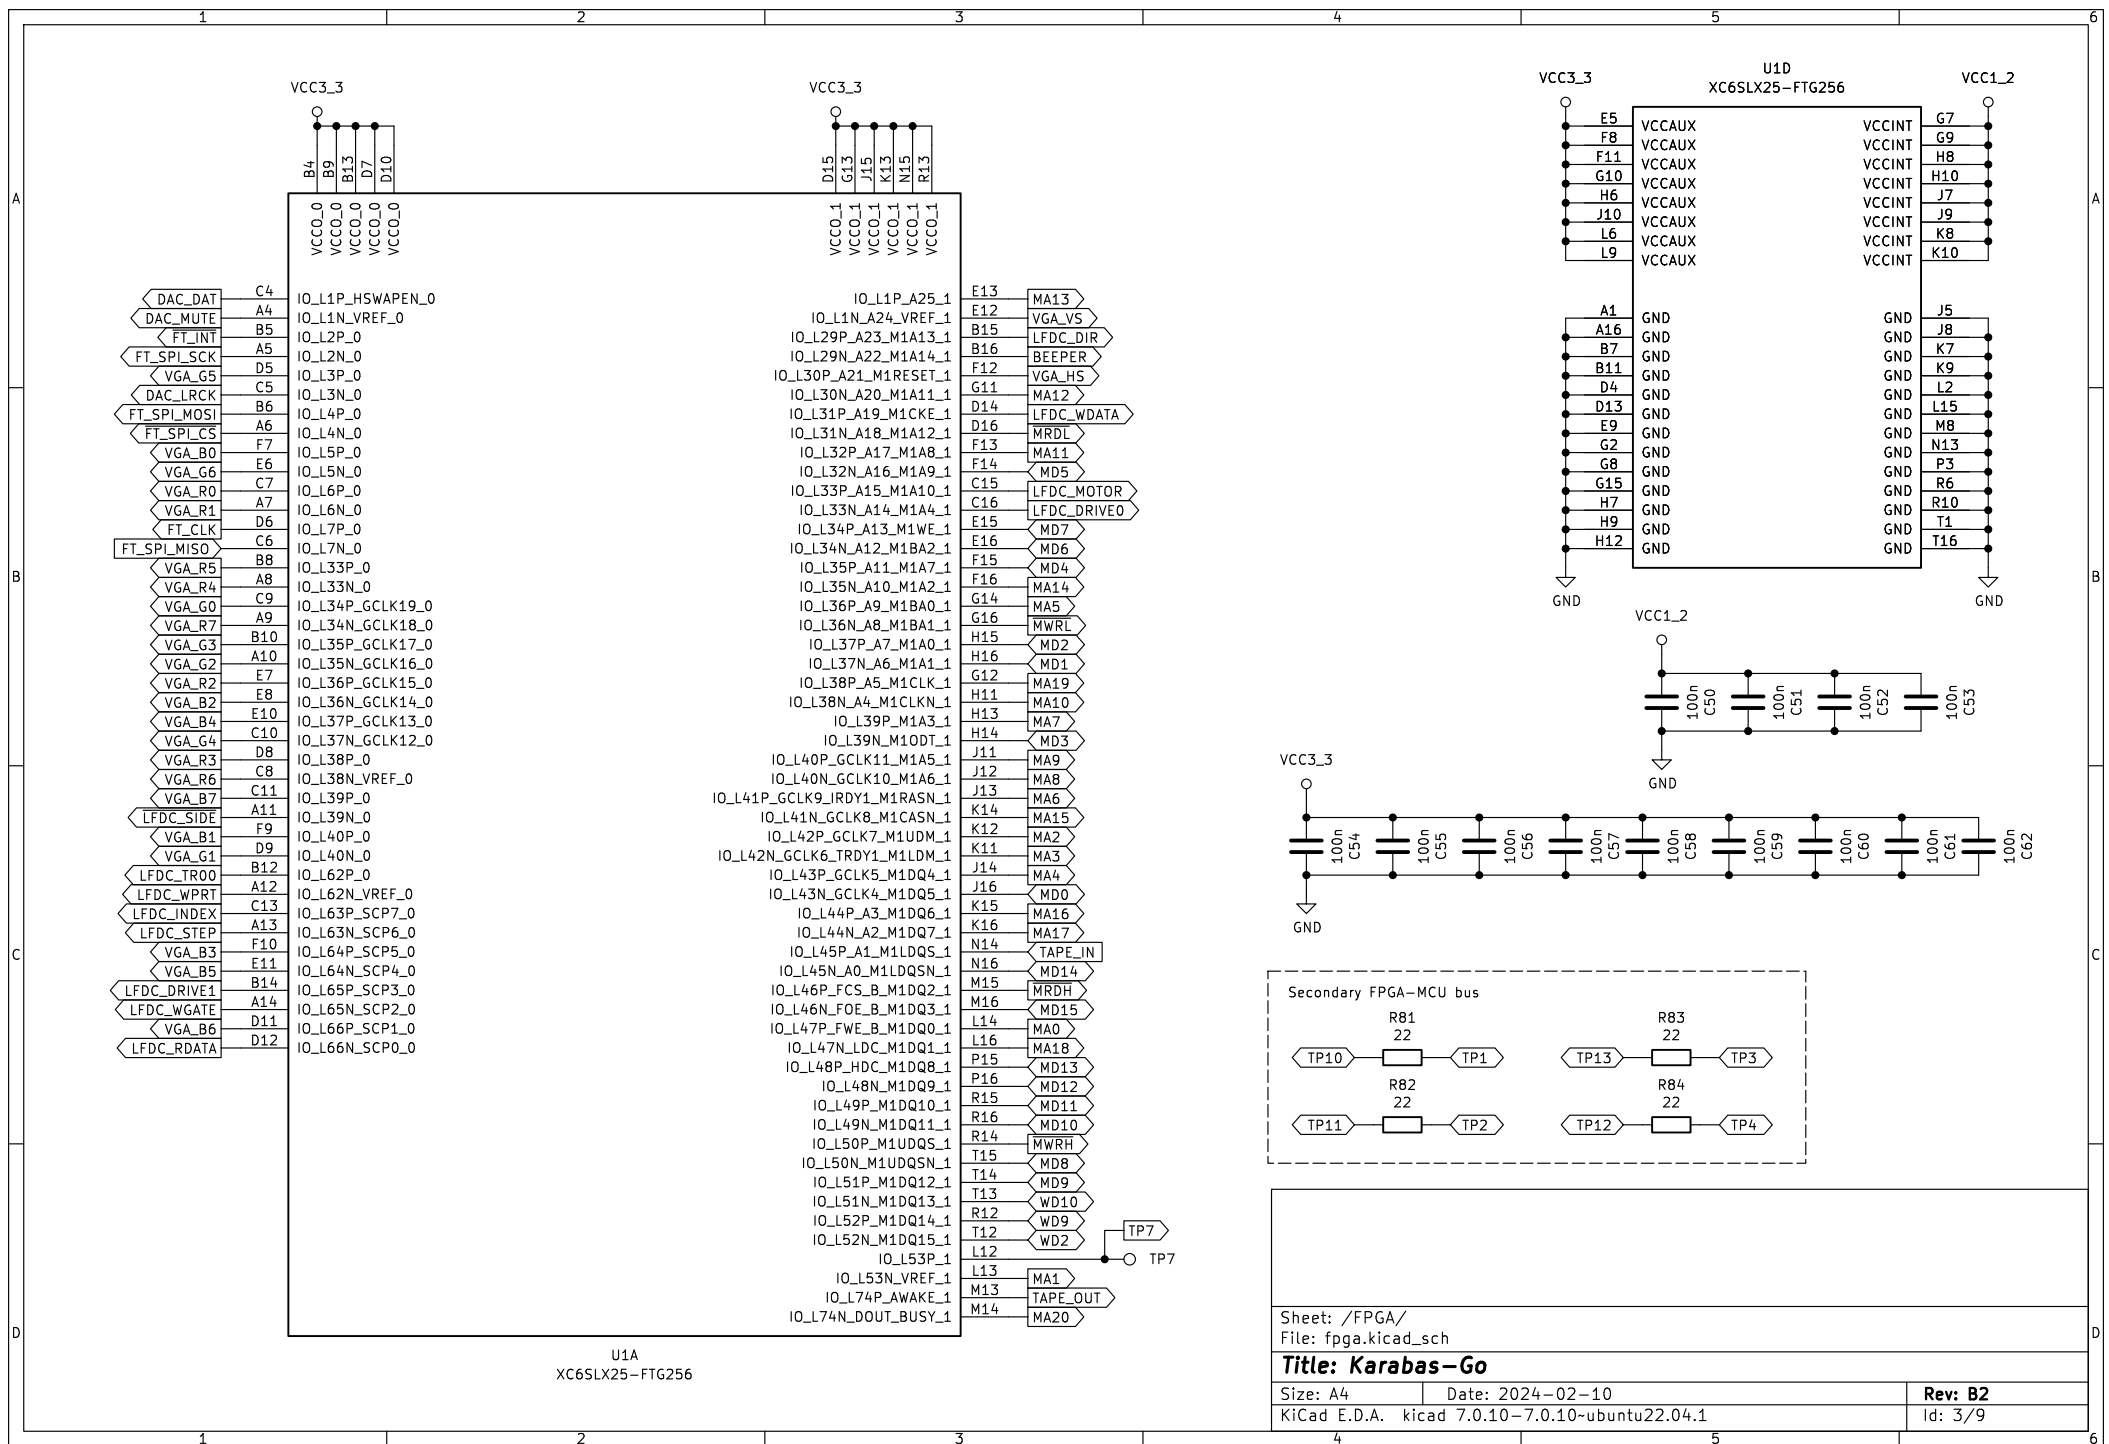 1 2 3 4 5 6
A
B
C
D
VCC3_3
B4
B9
B13
D7
D10
VCCO_0
VCCO_0
VCCO_0
VCCO_0
VCCO_0
VCC3_3
D15
G13
J15
K13
N15
R13
VCCO_1
VCCO_1
VCCO_1
VCCO_1
VCCO_1
VCCO_1
DAC_DAT C4 IO_L1P_HSWAPEN_0
DAC_MUTE A4 IO_L1N_VREF_0
FT_INT B5 IO_L2P_0
FT_SPI_SCK A5 IO_L2N_0
VGA_G5 D5 IO_L3P_0
DAC_LRCK C5 IO_L3N_0
FT_SPI_MOSI B6 IO_L4P_0
FT_SPI_CS A6 IO_L4N_0
VGA_B0 F7 IO_L5P_0
VGA_G6 E6 IO_L5N_0
VGA_R0 C7 IO_L6P_0
VGA_R1 A7 IO_L6N_0
FT_CLK D6 IO_L7P_0
FT_SPI_MISO C6 IO_L7N_0
VGA_R5 B8 IO_L33P_0
VGA_R4 A8 IO_L33N_0
VGA_G0 C9 IO_L34P_GCLK19_0
VGA_R7 A9 IO_L34N_GCLK18_0
VGA_G3 B10 IO_L35P_GCLK17_0
VGA_G2 A10 IO_L35N_GCLK16_0
VGA_R2 E7 IO_L36P_GCLK15_0
VGA_B2 E8 IO_L36N_GCLK14_0
VGA_B4 E10 IO_L37P_GCLK13_0
VGA_G4 C10 IO_L37N_GCLK12_0
VGA_R3 D8 IO_L38P_0
VGA_R6 C8 IO_L38N_VREF_0
VGA_B7 C11 IO_L39P_0
LFDC_SIDE A11 IO_L39N_0
VGA_B1 F9 IO_L40P_0
VGA_G1 D9 IO_L40N_0
LFDC_TR00 B12 IO_L62P_0
LFDC_WPRT A12 IO_L62N_VREF_0
LFDC_INDEX C13 IO_L63P_SCP7_0
LFDC_STEP A13 IO_L63N_SCP6_0
VGA_B3 F10 IO_L64P_SCP5_0
VGA_B5 E11 IO_L64N_SCP4_0
LFDC_DRIVE1 B14 IO_L65P_SCP3_0
LFDC_WGATE A14 IO_L65N_SCP2_0
VGA_B6 D11 IO_L66P_SCP1_0
LFDC_RDATA D12 IO_L66N_SCP0_0
IO_L1P_A25_1 E13 MA13
IO_L1N_A24_VREF_1 E12 VGA_VS
IO_L29P_A23_M1A13_1 B15 LFDC_DIR
IO_L29N_A22_M1A14_1 B16 BEEPER
IO_L30P_A21_M1RESET_1 F12 VGA_HS
IO_L30N_A20_M1A11_1 G11 MA12
IO_L31P_A19_M1CKE_1 D14 LFDC_WDATA
IO_L31N_A18_M1A12_1 D16 MRDL
IO_L32P_A17_M1A8_1 F13 MA11
IO_L32N_A16_M1A9_1 F14 MD5
IO_L33P_A15_M1A10_1 C15 LFDC_MOTOR
IO_L33N_A14_M1A4_1 C16 LFDC_DRIVE0
IO_L34P_A13_M1WE_1 E15 MD7
IO_L34N_A12_M1BA2_1 E16 MD6
IO_L35P_A11_M1A7_1 F15 MD4
IO_L35N_A10_M1A2_1 F16 MA14
IO_L36P_A9_M1BA0_1 G14 MA5
IO_L36N_A8_M1BA1_1 G16 MWRL
IO_L37P_A7_M1A0_1 H15 MD2
IO_L37N_A6_M1A1_1 H16 MD1
IO_L38P_A5_M1CLK_1 G12 MA19
IO_L38N_A4_M1CLKN_1 H11 MA10
IO_L39P_M1A3_1 H13 MA7
IO_L39N_M1ODT_1 H14 MD3
IO_L40P_GCLK11_M1A5_1 J11 MA9
IO_L40N_GCLK10_M1A6_1 J12 MA8
IO_L41P_GCLK9_IRDY1_M1RASN_1 J13 MA6
IO_L41N_GCLK8_M1CASN_1 K14 MA15
IO_L42P_GCLK7_M1UDM_1 K12 MA2
IO_L42N_GCLK6_TRDY1_M1LDM_1 K11 MA3
IO_L43P_GCLK5_M1DQ4_1 J14 MA4
IO_L43N_GCLK4_M1DQ5_1 J16 MD0
IO_L44P_A3_M1DQ6_1 K15 MA16
IO_L44N_A2_M1DQ7_1 K16 MA17
IO_L45P_A1_M1LDQS_1 N14 TAPE_IN
IO_L45N_A0_M1LDQSN_1 N16 MD14
IO_L46P_FCS_B_M1DQ2_1 M15 MRDH
IO_L46N_FOE_B_M1DQ3_1 M16 MD15
IO_L47P_FWE_B_M1DQ0_1 L14 MA0
IO_L47N_LDC_M1DQ1_1 L16 MA18
IO_L48P_HDC_M1DQ8_1 P15 MD13
IO_L48N_M1DQ9_1 P16 MD12
IO_L49P_M1DQ10_1 R15 MD11
IO_L49N_M1DQ11_1 R16 MD10
IO_L50P_M1UDQS_1 R14 MWRH
IO_L50N_M1UDQSN_1 T15 MD8
IO_L51P_M1DQ12_1 T14 MD9
IO_L51N_M1DQ13_1 T13 WD10
IO_L52P_M1DQ14_1 R12 WD9
IO_L52N_M1DQ15_1 T12 WD2
TP7
IO_L53P_1 L12 TP7
IO_L53N_VREF_1 L13 MA1
IO_L74P_AWAKE_1 M13 TAPE_OUT
IO_L74N_DOUT_BUSY_1 M14 MA20
U1A
XC6SLX25-FTG256
U1D
XC6SLX25-FTG256
VCC3_3 VCC1_2
E5 VCCAUX VCCINT G7
F8 VCCAUX VCCINT G9
F11 VCCAUX VCCINT H8
G10 VCCAUX VCCINT H10
H6 VCCAUX VCCINT J7
J10 VCCAUX VCCINT J9
L6 VCCAUX VCCINT K8
L9 VCCAUX VCCINT K10
A1 GND GND J5
A16 GND GND J8
B7 GND GND K7
B11 GND GND K9
D4 GND GND L2
D13 GND GND L15
E9 GND GND M8
G2 GND GND N13
G8 GND GND P3
G15 GND GND R6
H7 GND GND R10
H9 GND GND T1
H12 GND GND T16
GND GND
VCC1_2
100n C50
100n C51
100n C52
100n C53
GND
VCC3_3
100n C54
100n C55
100n C56
100n C57
100n C58
100n C59
100n C60
100n C61
100n C62
GND
Secondary FPGA-MCU bus
R81 R83
22 22
TP10 TP1 TP13 TP3
R82 R84
22 22
TP11 TP2 TP12 TP4
Sheet: /FPGA/
File: fpga.kicad_sch
Title: Karabas-Go
Size: A4 Date: 2024-02-10 Rev: B2
KiCad E.D.A. kicad 7.0.10-7.0.10~ubuntu22.04.1 Id: 3/9
A
B
C
D
1 2 3 4 5 6